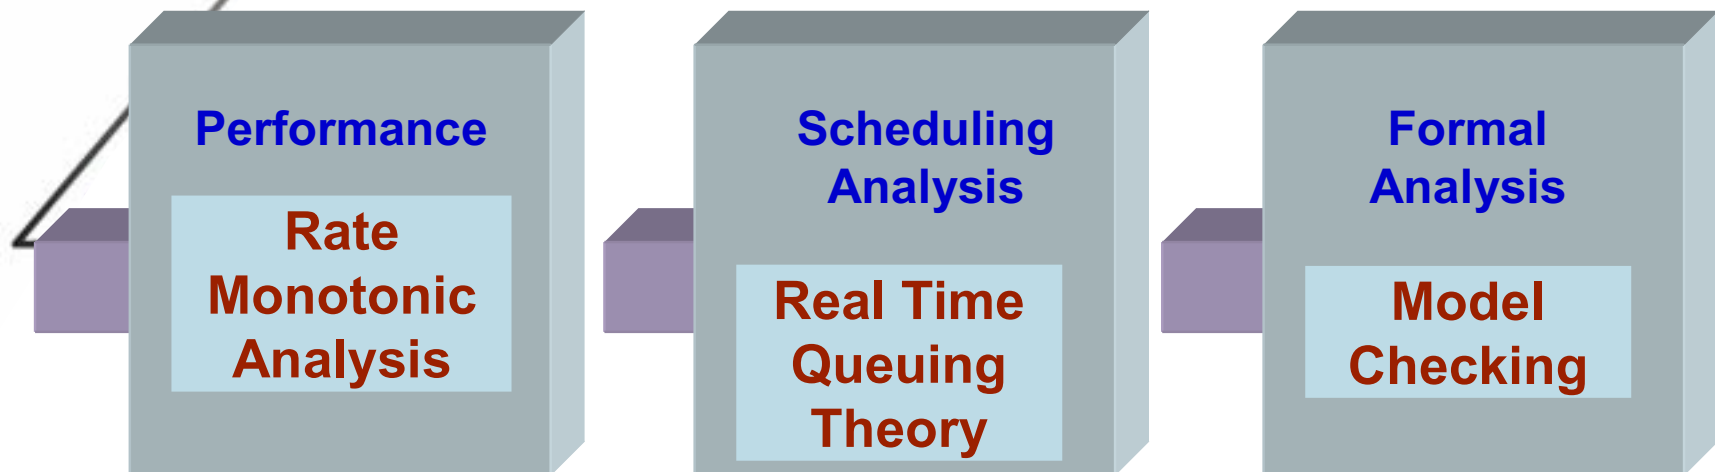 Performance
Rate
Monotonic
Analysis
Scheduling
Analysis
Real Time
Queuing
Theory
Formal
Analysis
Model
Checking